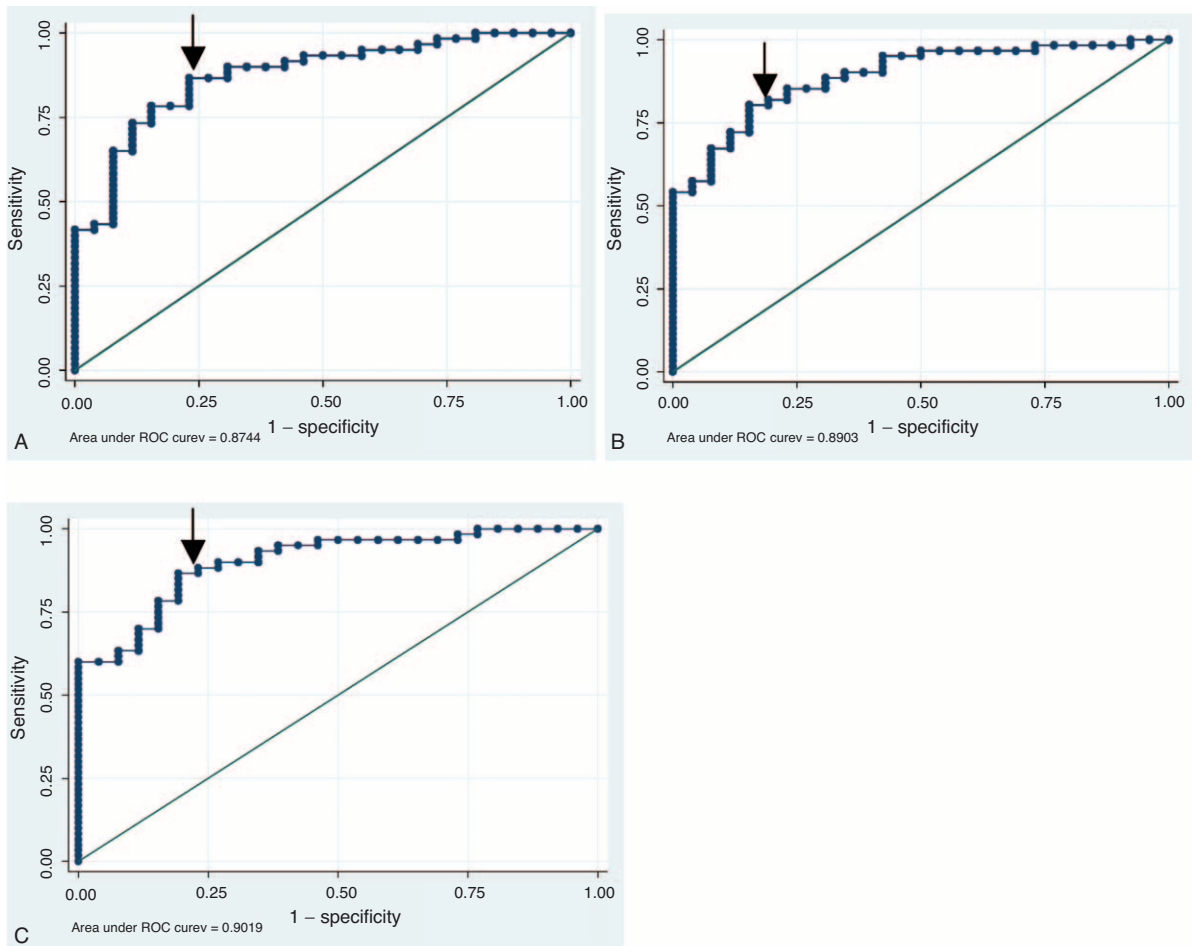 1.00
0.75
0.50
0.25
0.00
Sensitivity
0.00 0.25 0.50 0.75 1.00
1 – specificity
Area under ROC curev = 0.8744
A
1.00
0.75
0.50
0.25
0.00
Sensitivity
0.00 0.25 0.50 0.75 1.00
1 – specificity
Area under ROC curev = 0.8903
B
1.00
0.75
0.50
0.25
0.00
Sensitivity
0.00 0.25 0.50 0.75 1.00
1 – specificity
Area under ROC curev = 0.9019
C